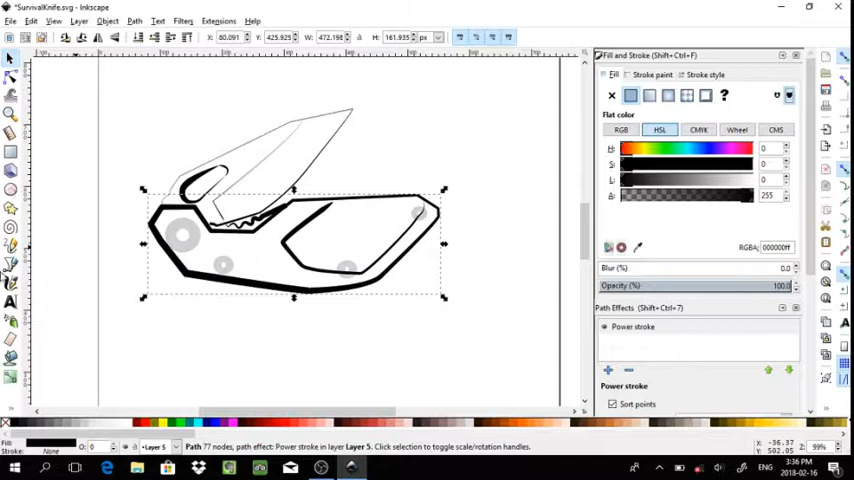 *SurvivalKnife.svg - Inkscape
File Edit View Layer Object Path Text Filters Extensions Help
X: 80.091 Y: 425.925 W: 472.198 H: 161.935 px
Fill and Stroke (Shift+Ctrl+F)
Fill Stroke paint Stroke style
?
Flat color
RGB HSL CMYK Wheel CMS
H: 0
S: 0
L: 0
A: 255
RGBA: 000000ff
Blur (%) 0.0
Opacity (%) 100.0
Path Effects (Shift+Ctrl+7)
Power stroke
Power stroke
Sort points
Fill:
Stroke:
O: 0
Layer 5
Path 77 nodes, path effect: Power stroke in layer Layer 5. Click selection to toggle scale/rotation handles.
X: -36.37
Y: 502.05
Z: 99%
ENG
3:36 PM
2018-02-16